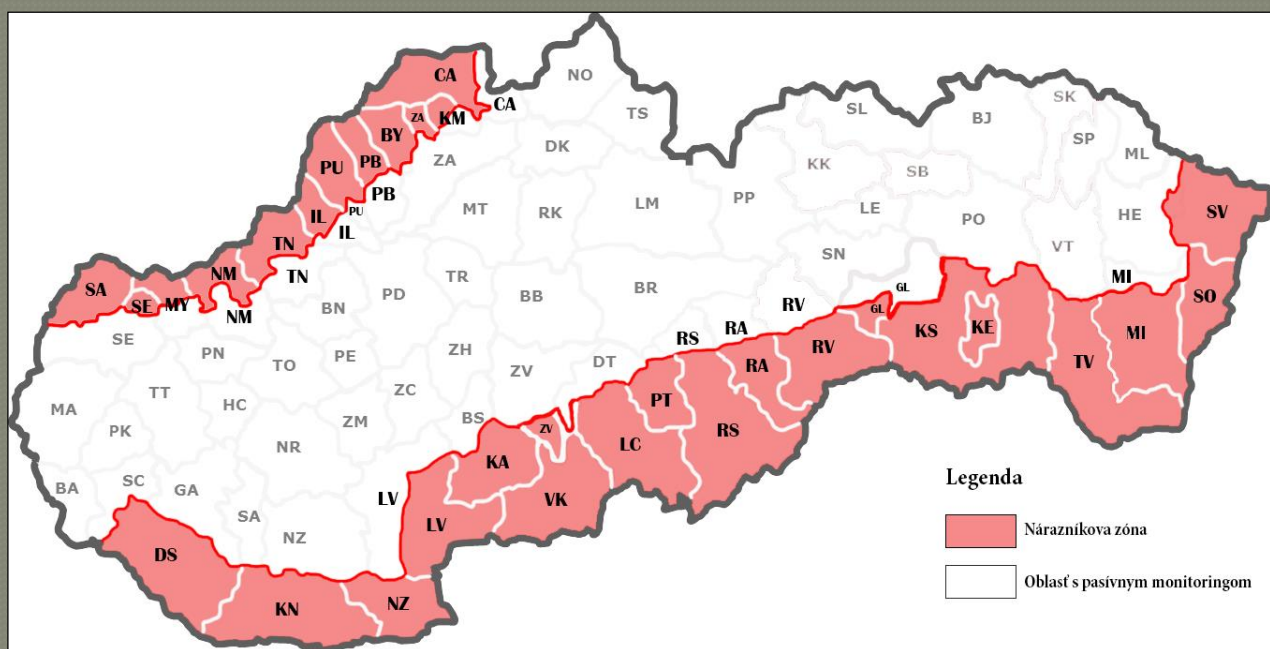 NO
CA
CA
TS
SL
SK
BJ
SP
ML
KM
ZA
BY
DK
ZA
KK
SB
PU
PB
PB
PU
IL
IL
MT
RK
LM
PP
LE
PO
HE
SV
VT
TN
TN
SN
MI
SA
SE
MY
NM
NM
BN
PD
TR
BB
BR
RV
GL
GL
SO
SE
PN
TO
PE
ZH
RS
RA
RV
KS
KE
MI
TV
MA
TT
HC
ZC
ZV
DT
PT
RA
PK
NR
ZM
BS
ZV
LC
RS
BA
SC
GA
SA
NZ
LV
LV
KA
VK
DS
KN
NZ
Legenda
Nárazníkova zóna
Oblasť s pasívnym monitoringom